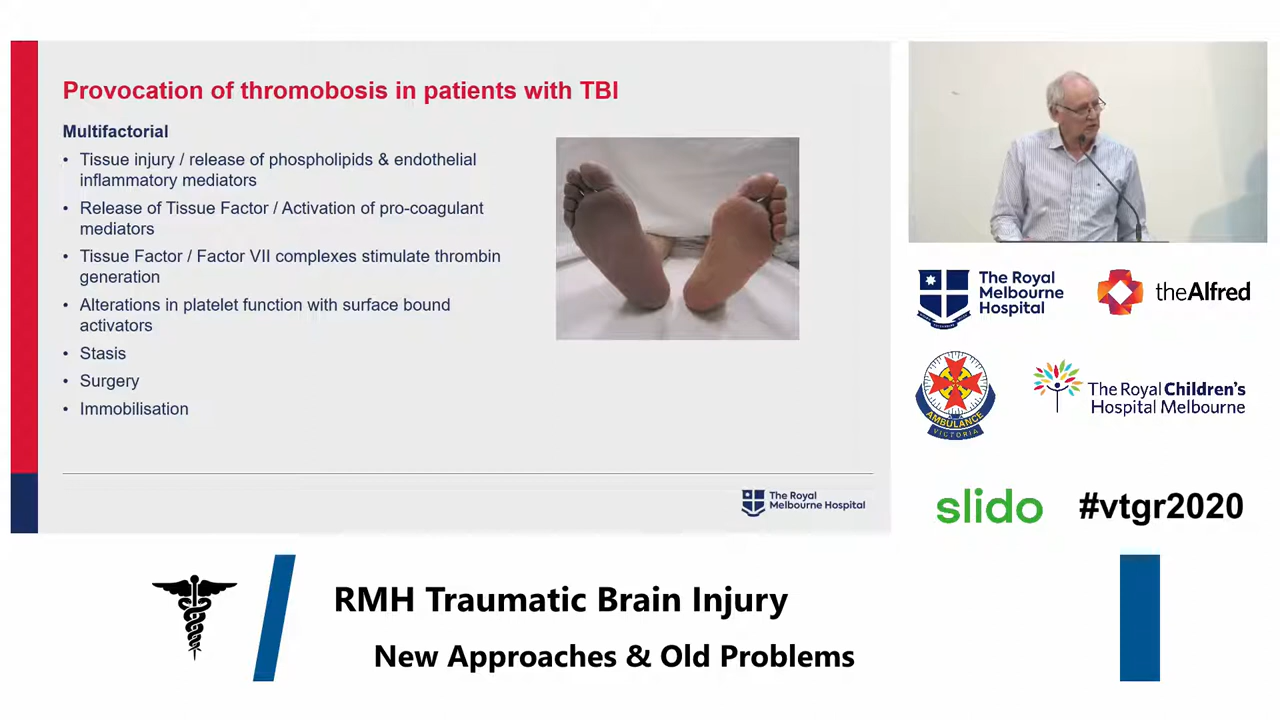 Provocation of thromobosis in patients with TBI
Multifactorial
• Tissue injury / release of phospholipids & endothelial
inflammatory mediators
• Release of Tissue Factor / Activation of pro-coagulant
mediators
• Tissue Factor / Factor VII complexes stimulate thrombin
generation
• Alterations in platelet function with surface bound
activators
• Stasis
• Surgery
• Immobilisation
The Royal
Melbourne Hospital
The Royal
Melbourne
Hospital
theAlfred
AMBULANCE
VICTORIA
The Royal Children's
Hospital Melbourne
slido
#vtgr2020
RMH Traumatic Brain Injury
New Approaches & Old Problems